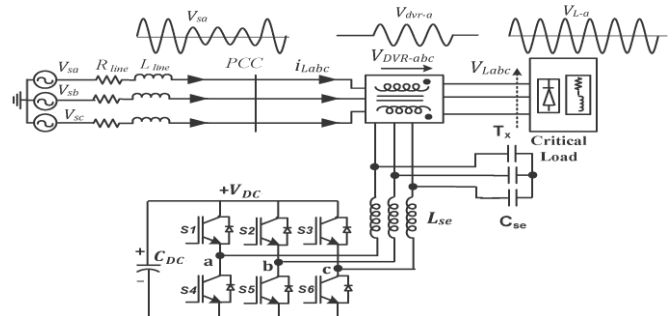 V_sa V_dvr-a V_L-a
V_sa R_line L_line PCC i_Labc V_DVR-abc V_Labc
V_sb
V_sc
T_x
Critical
Load
+V_DC
L_se
C_se
S1 S2 S3
+
C_DC
−
a b c
S4 S5 S6